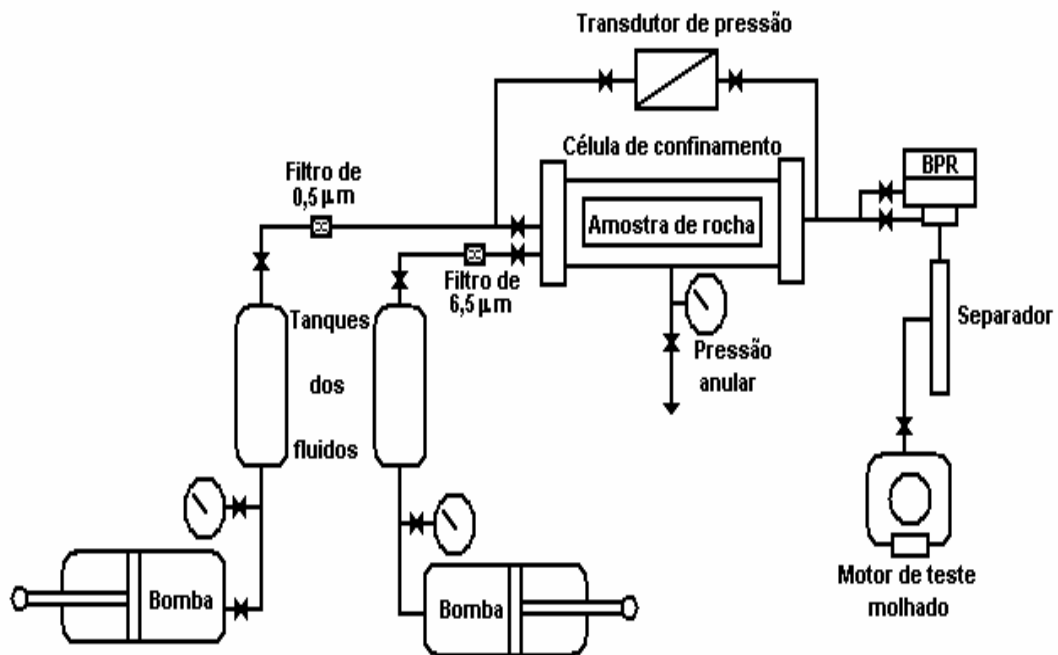 Transdutor de pressão
Célula de confinamento
BPR
Filtro de
0,5 μm
Amostra de rocha
Filtro de
6,5 μm
Tanques
dos
fluidos
Pressão
anular
Separador
Bomba
Bomba
Motor de teste
molhado